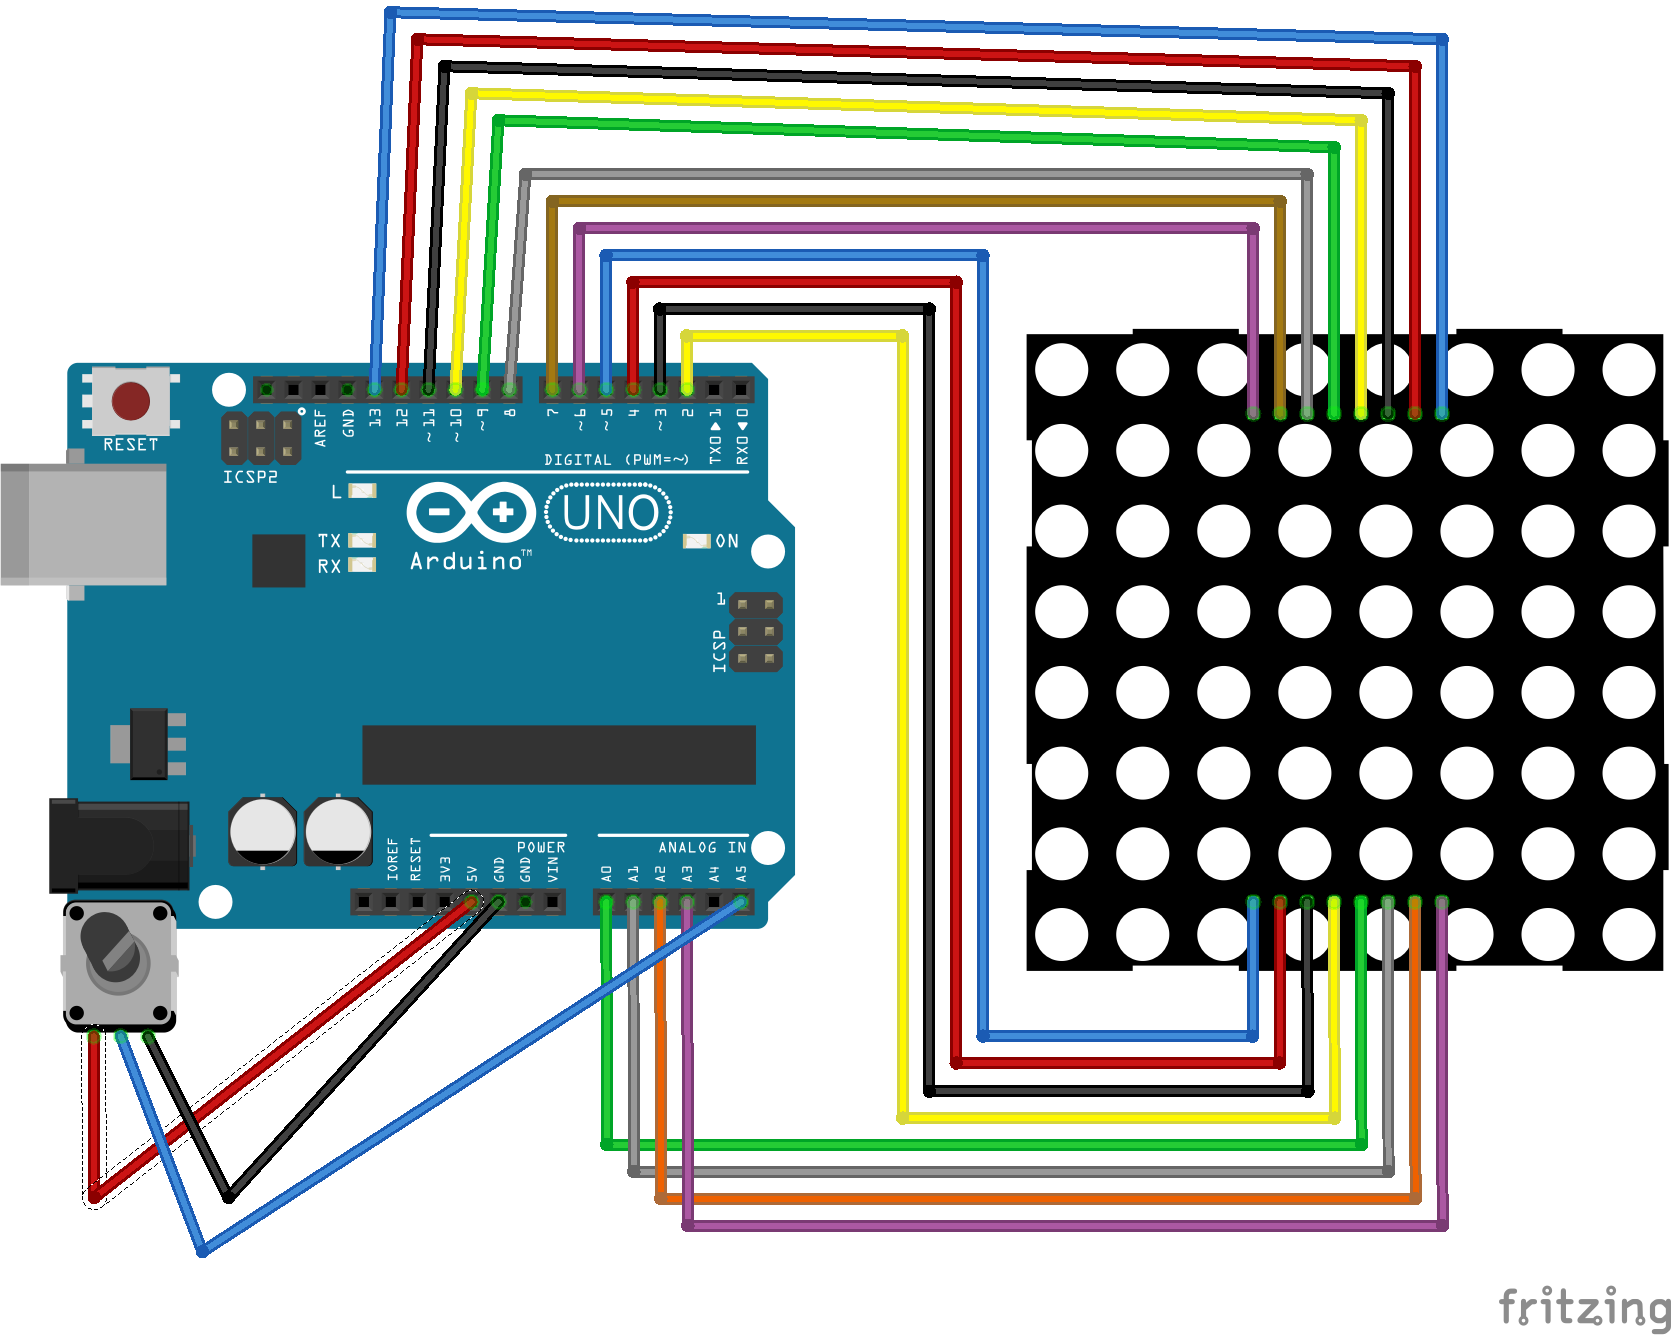 RESET
ICSP2
AREF
GND
13
12
~11
~10
~9
8
7
~6
~5
4
~3
2
TX0▶1
RX0◀0
DIGITAL (PWM=~)
L
TX
RX
Arduino™
UNO
ON
1
ICSP
IOREF
RESET
3V3
5V
GND
GND
VIN
POWER
ANALOG IN
A0
A1
A2
A3
A4
A5
fritzing